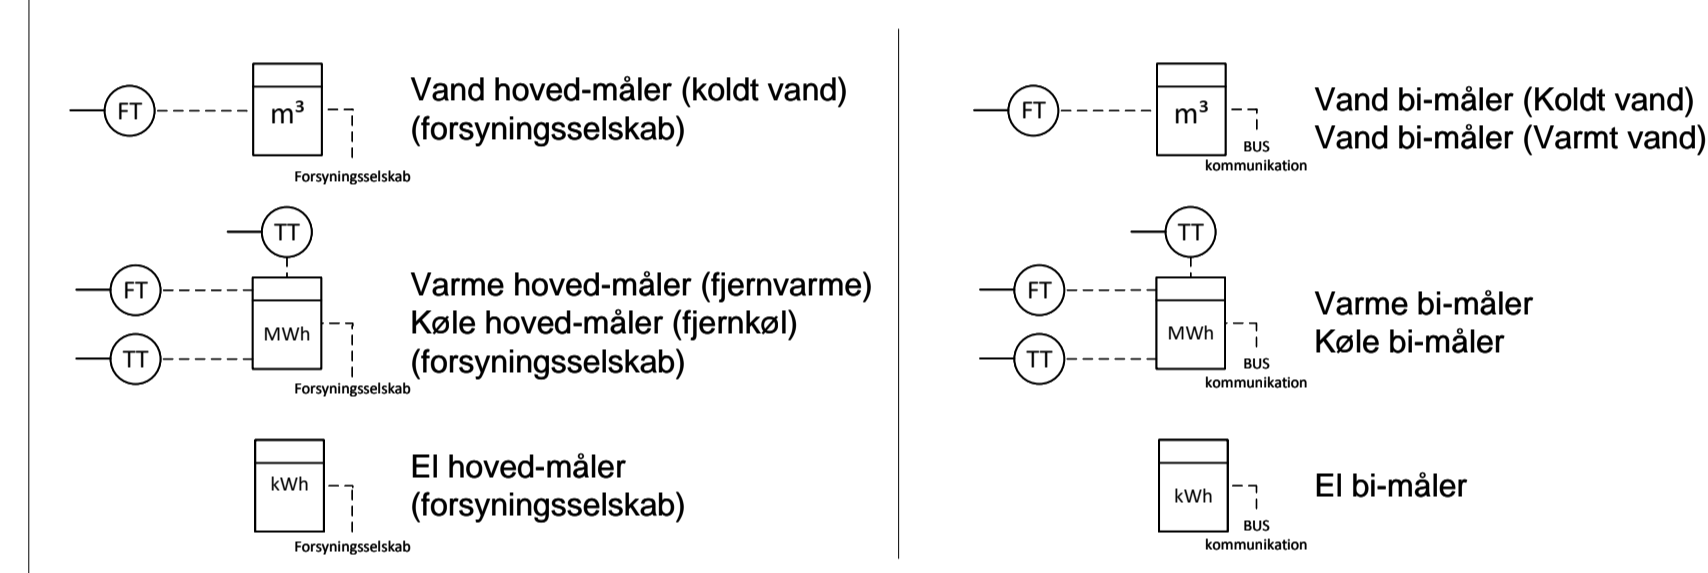 FT
m³
Vand hoved-måler (koldt vand)
(forsyningsselskab)
Forsyningsselskab
TT
FT
MWh
TT
Varme hoved-måler (fjernvarme)
Køle hoved-måler (fjernkøl)
(forsyningsselskab)
Forsyningsselskab
kWh
El hoved-måler
(forsyningsselskab)
Forsyningsselskab
FT
m³
BUS
kommunikation
Vand bi-måler (Koldt vand)
Vand bi-måler (Varmt vand)
TT
FT
MWh
TT
BUS
kommunikation
Varme bi-måler
Køle bi-måler
kWh
BUS
kommunikation
El bi-måler